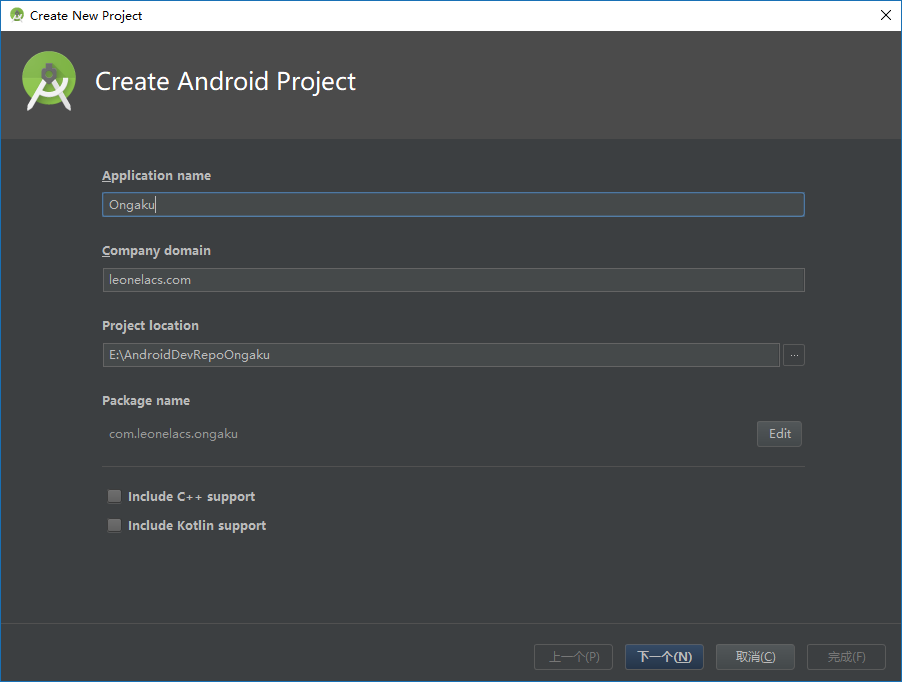 Create New Project
Create Android Project
Application name
Ongaku
Company domain
leonelacs.com
Project location
E:\AndroidDevRepoOngaku
...
Package name
com.leonelacs.ongaku
Edit
Include C++ support
Include Kotlin support
上一个(P) 下一个(N) 取消(C) 完成(F)